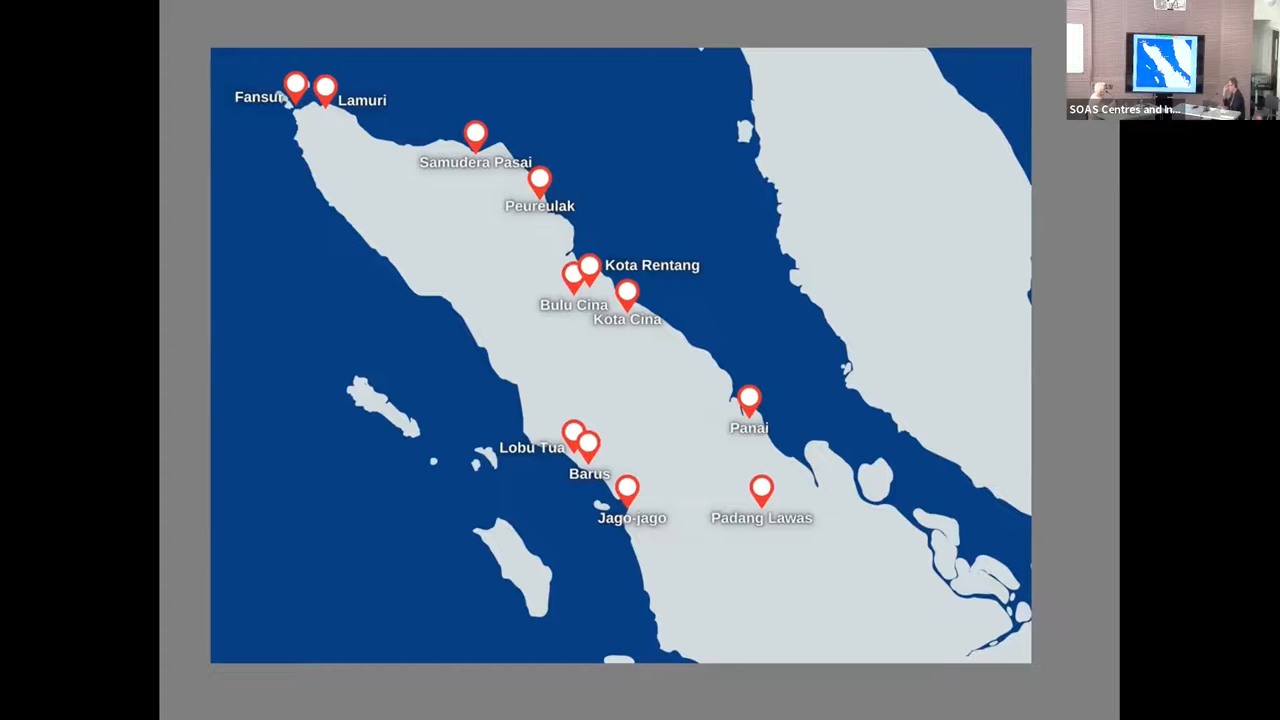 SOAS Centres and In...
Fansur
Lamuri
Samudera Pasai
Peureulak
Kota Rentang
Bulu Cina
Kota Cina
Panai
Lobu Tua
Barus
Jago-jago
Padang Lawas